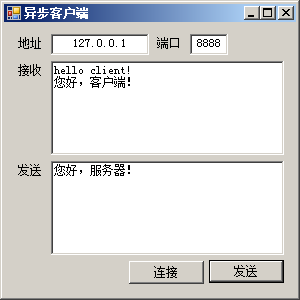 异步客户端
地址 127.0.0.1 端口 8888
接收 hello client!
您好，客户端！
发送 您好，服务器！
连接 发送